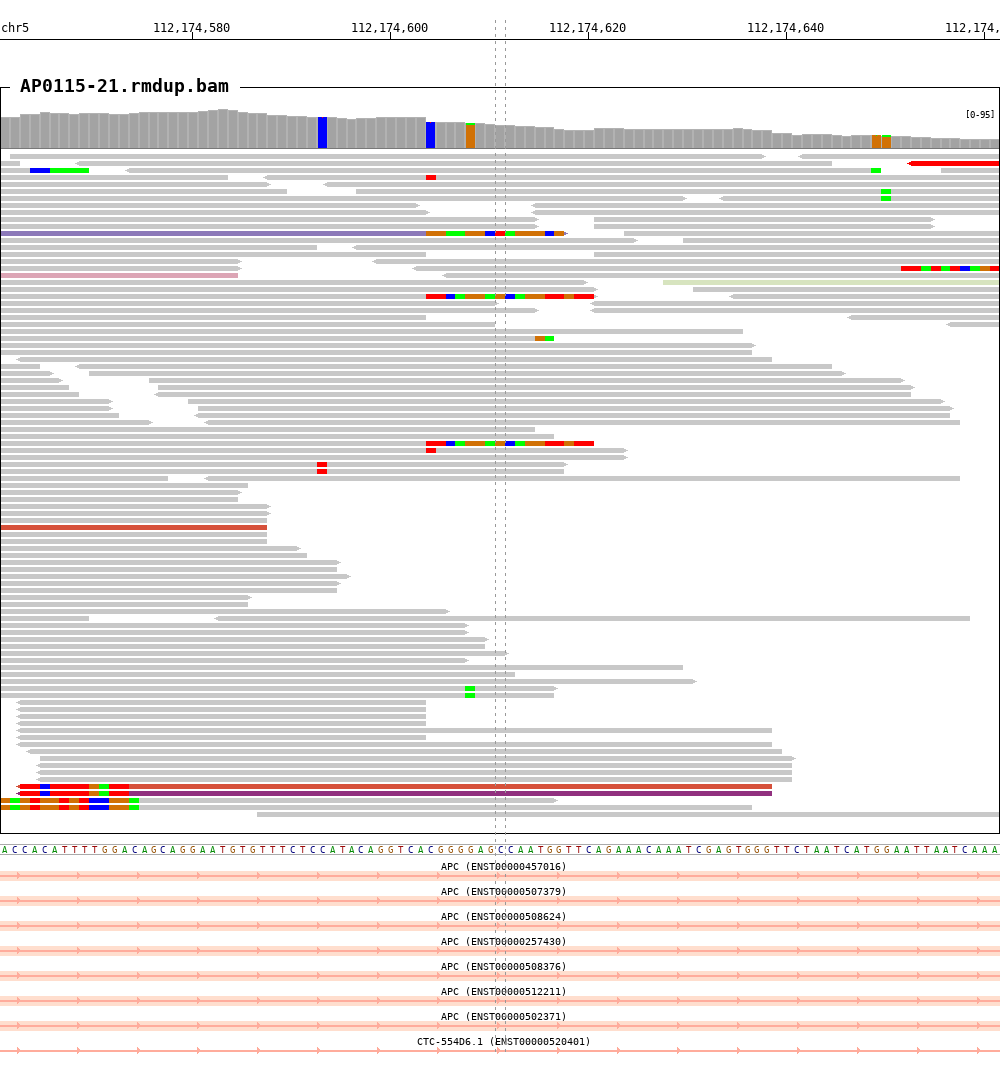 chr5 112,174,580 112,174,600 112,174,620 112,174,640 112,174,
AP0115-21.rmdup.bam
[0-95]
A C C A C A T T T T G G A C A G C A G G A A T G T G T T T C T C C A T A C A G G T C A C G G G G A G C C A A T G G T T C A G A A A C A A A T C G A G T G G G T T C T A A T C A T G G A A T T A A T C A A A
APC (ENST00000457016)
APC (ENST00000507379)
APC (ENST00000508624)
APC (ENST00000257430)
APC (ENST00000508376)
APC (ENST00000512211)
APC (ENST00000502371)
CTC-554D6.1 (ENST00000520401)